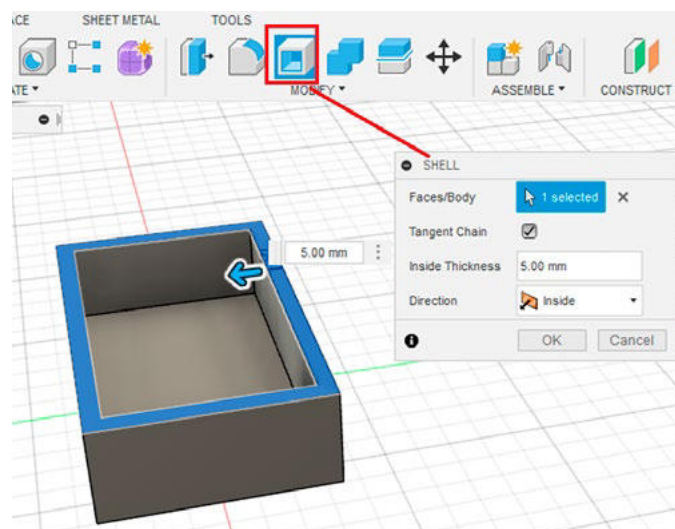 CE SHEET METAL TOOLS
ATE ▾ MODIFY ▾ ASSEMBLE ▾ CONSTRUCT
SHELL
Faces/Body 1 selected ×
Tangent Chain
5.00 mm
Inside Thickness 5.00 mm
Direction Inside
OK Cancel